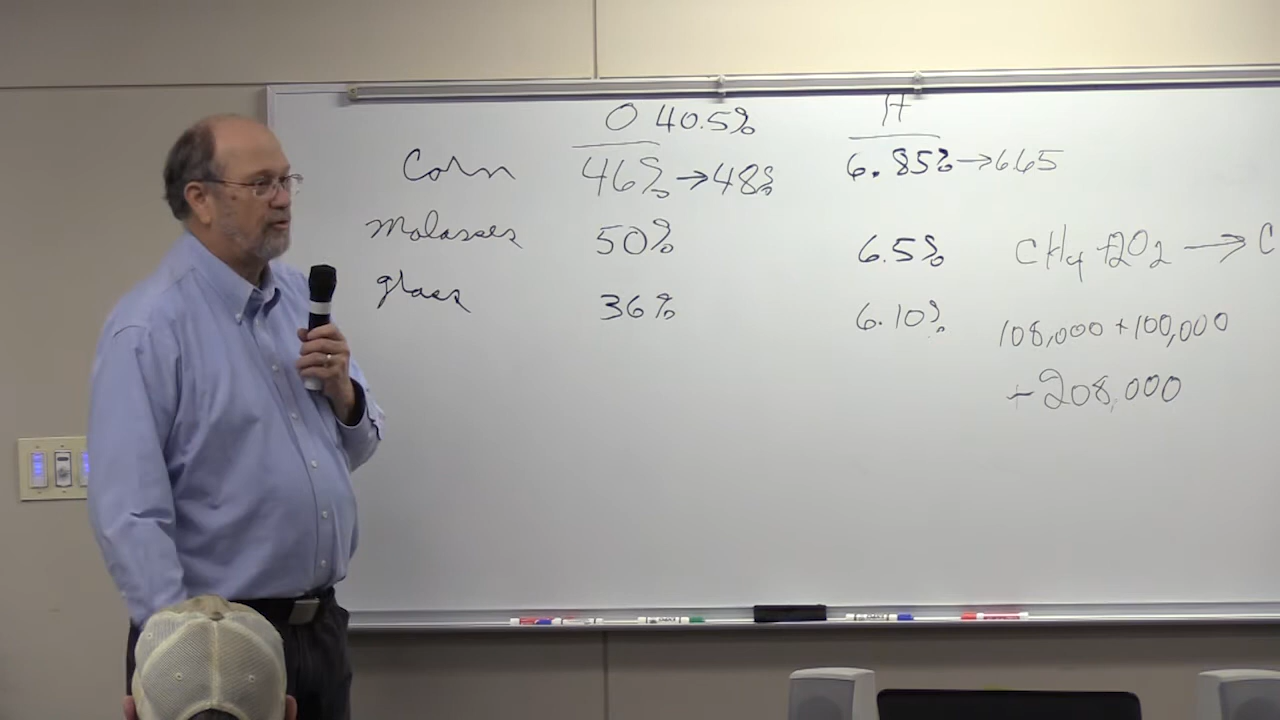 O 40.5% H
Corn 46% → 48% 6.85% → 6.65
Molasses 50% 6.5% CH4 + 2O2 → C
glass 36% 6.10% 108,000 + 100,000
+208,000